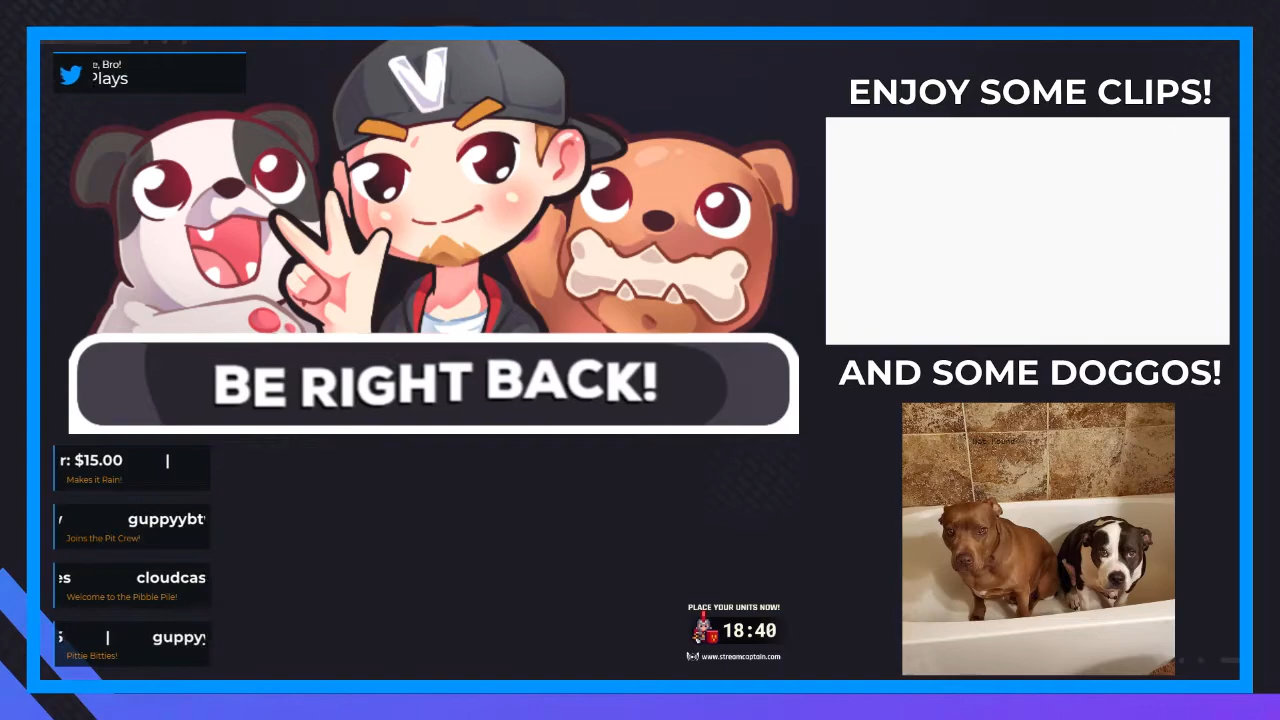 e, Bro!
Plays
V
BE RIGHT BACK!
ENJOY SOME CLIPS!
AND SOME DOGGOS!
r: $15.00 |
Makes it Rain!
guppyybt
Joins the Pit Crew!
es cloudcas
Welcome to the Pibble Pile!
| guppy
Pittie Bitties!
PLACE YOUR UNITS NOW!
18:40
www.streamcaptain.com